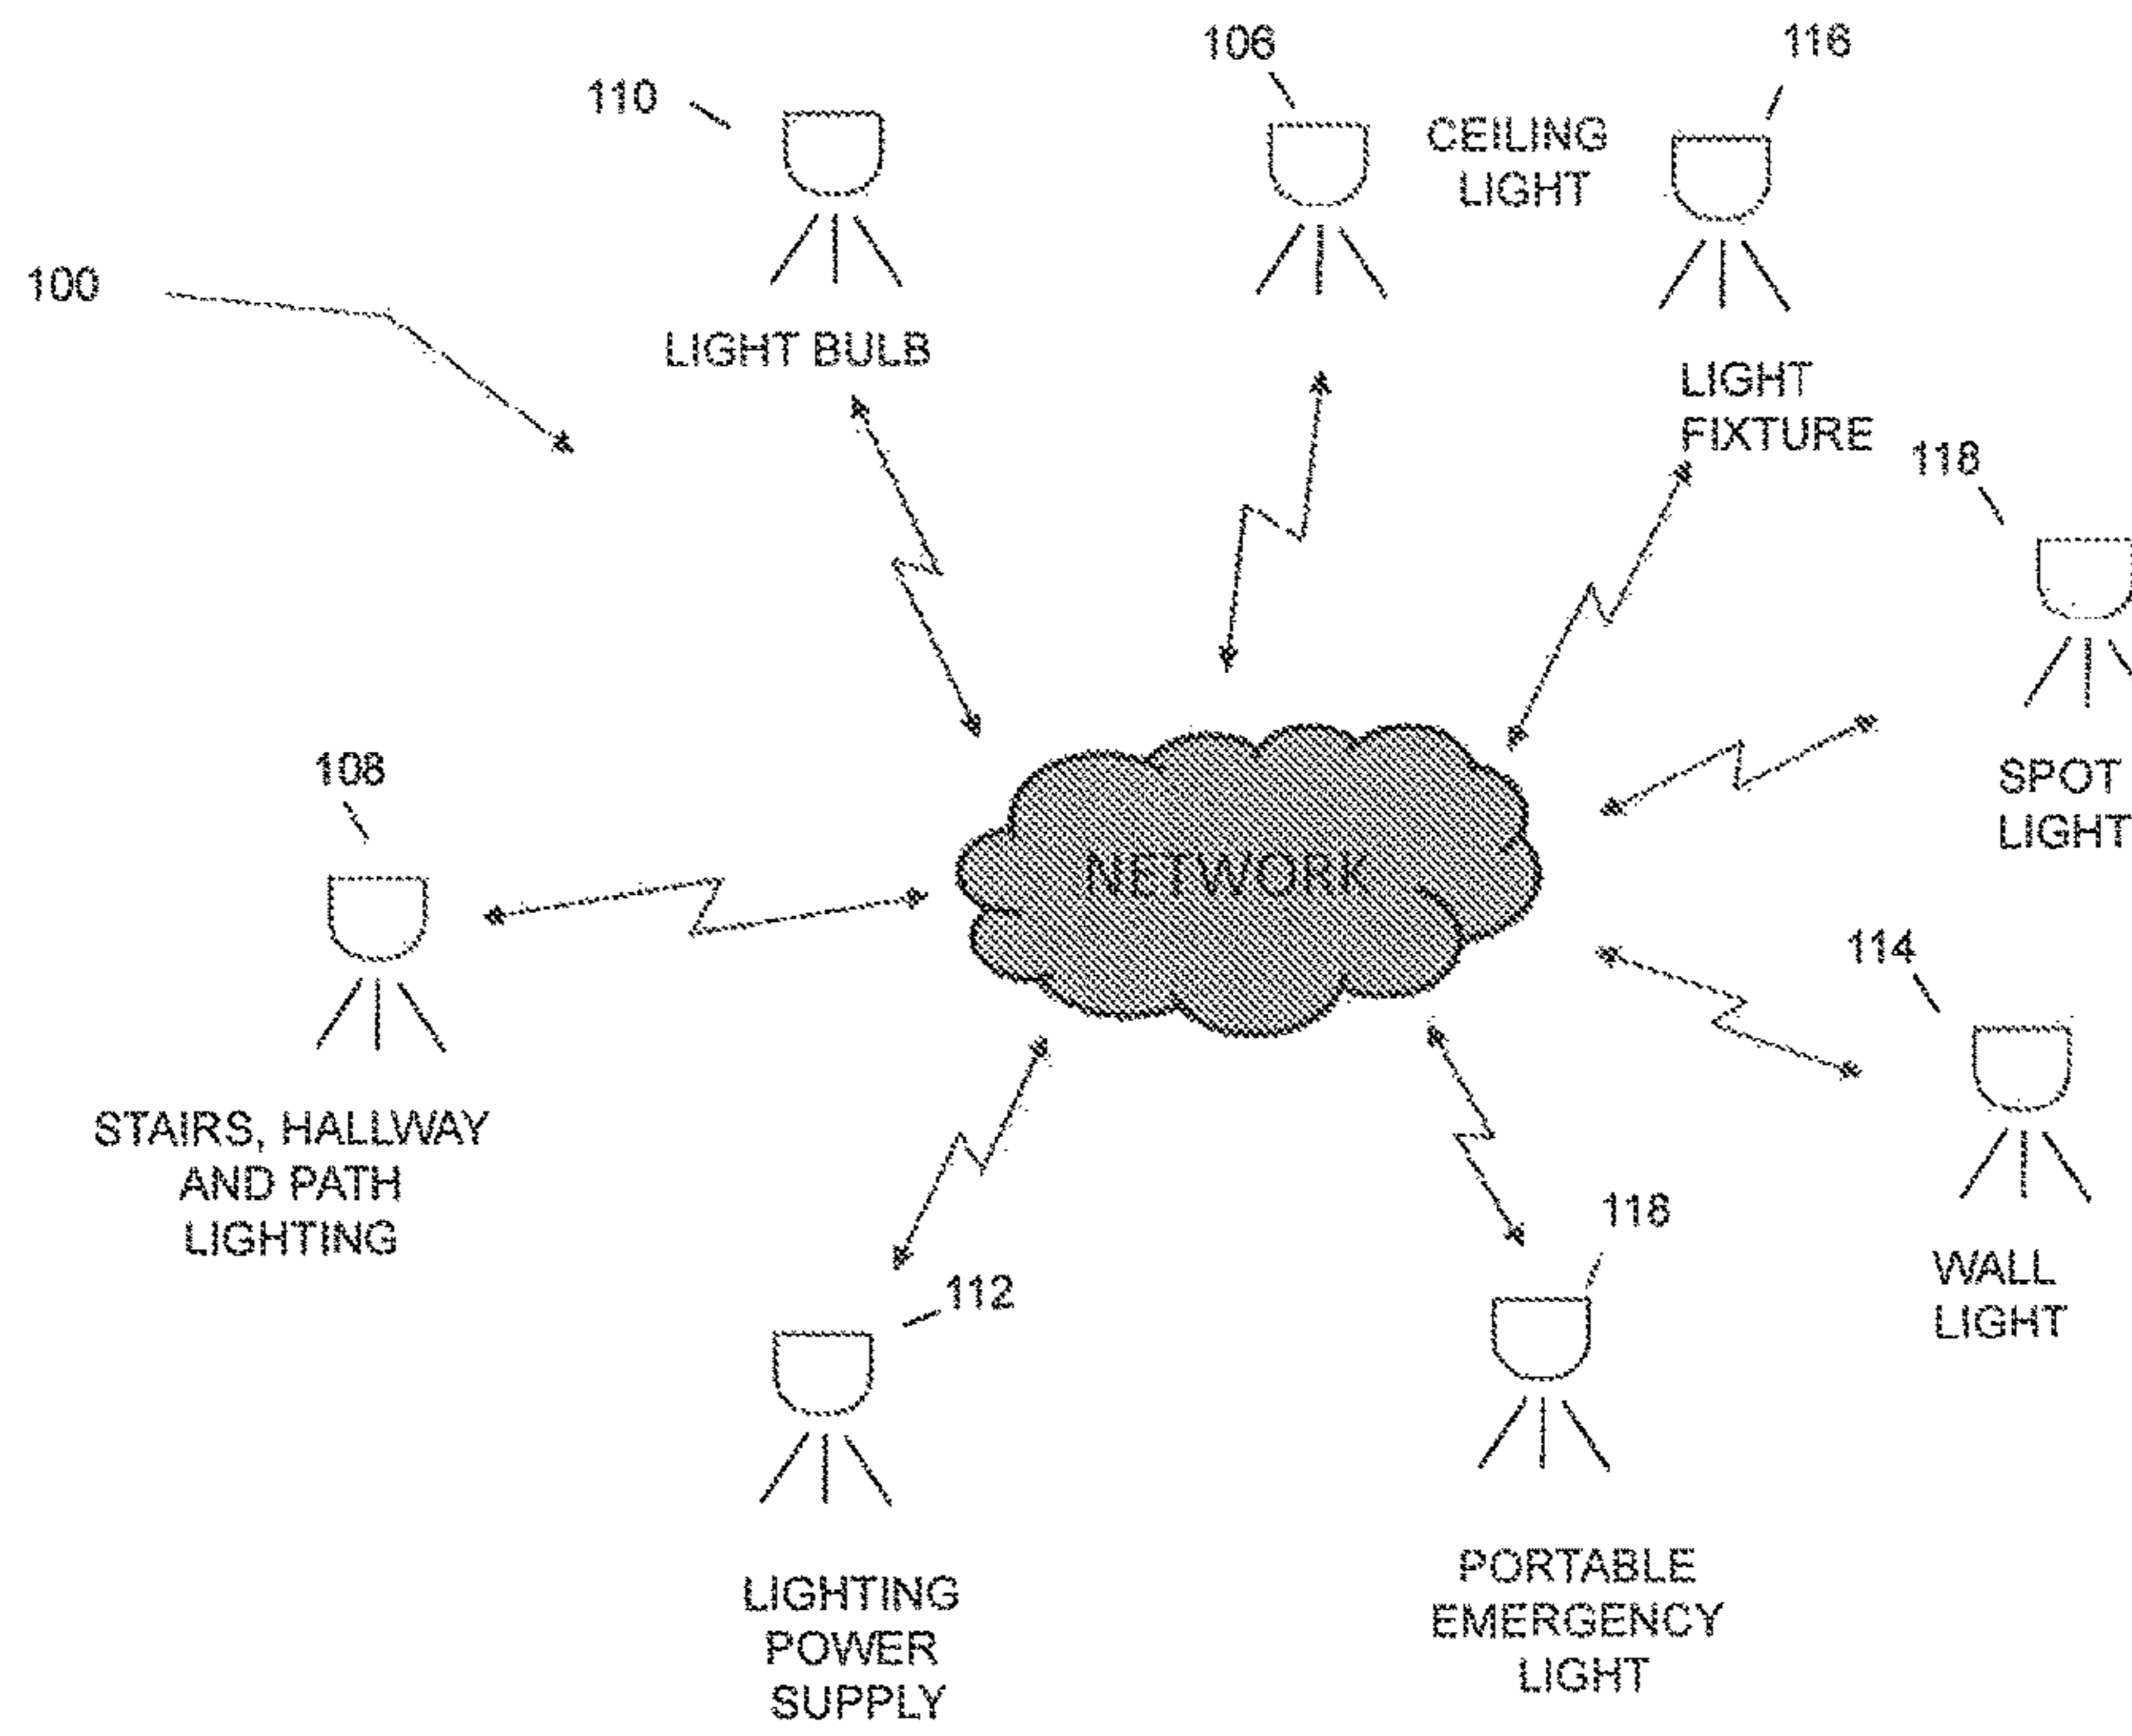 106
116
110
CEILING
LIGHT
100
LIGHT BULB
LIGHT
FIXTURE
118
SPOT
LIGHT
108
NETWORK
114
STAIRS, HALLWAY
AND PATH
LIGHTING
118
WALL
LIGHT
112
PORTABLE
EMERGENCY
LIGHT
LIGHTING
POWER
SUPPLY